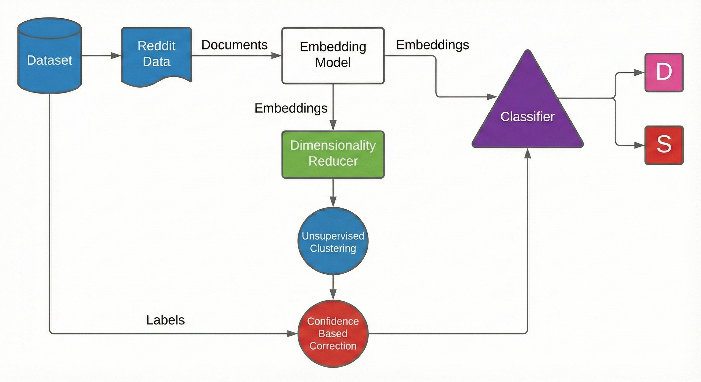 Dataset
Reddit
Data
Documents
Embedding
Model
Embeddings
Classifier
D
S
Embeddings
Dimensionality
Reducer
Unsupervised
Clustering
Labels
Confidence
Based
Correction